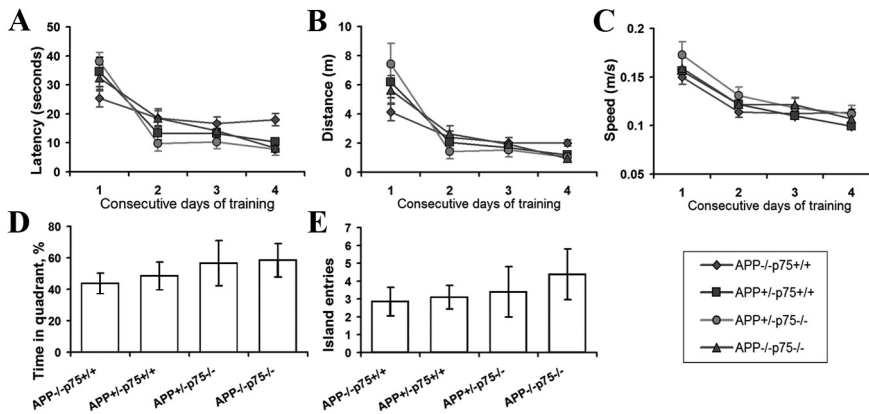 A
Latency (seconds)
50
40
30
20
10
0
1 2 3 4
Consecutive days of training
B
Distance (m)
10
8
6
4
2
0
1 2 3 4
Consecutive days of training
C
Speed (m/s)
0.2
0.15
0.1
0.05
1 2 3 4
Consecutive days of training
D
Time in quadrant, %
80
60
40
20
0
APP-/-p75+/+
APP+/-p75+/+
APP+/-p75-/-
APP-/-p75-/-
E
Island entries
7
6
5
4
3
2
1
0
APP-/-p75+/+
APP+/-p75+/+
APP+/-p75-/-
APP-/-p75-/-
APP-/-p75+/+
APP+/-p75+/+
APP+/-p75-/-
APP-/-p75-/-